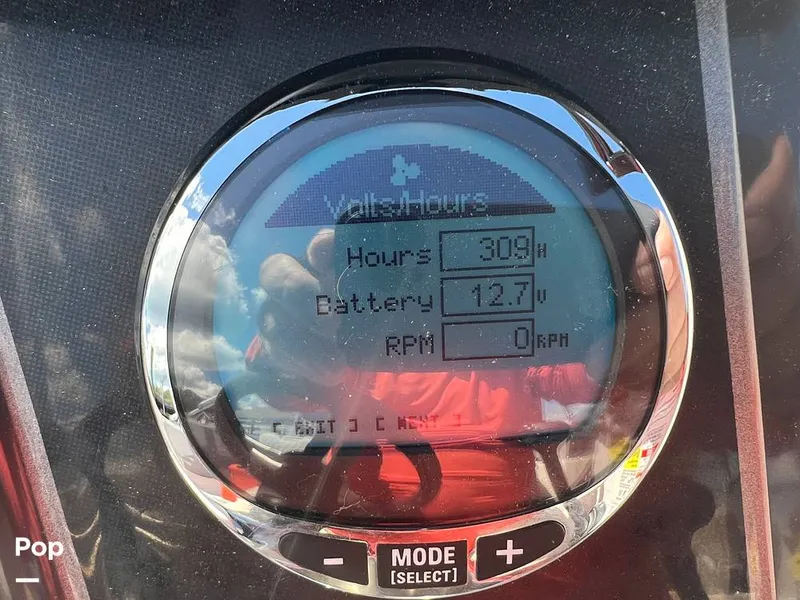 Volts/Hours
Hours 309 H
Battery 12.7 V
RPM 0 RPM
[ EXIT ] [ NEXT ]
Pop
- MODE +
[SELECT]